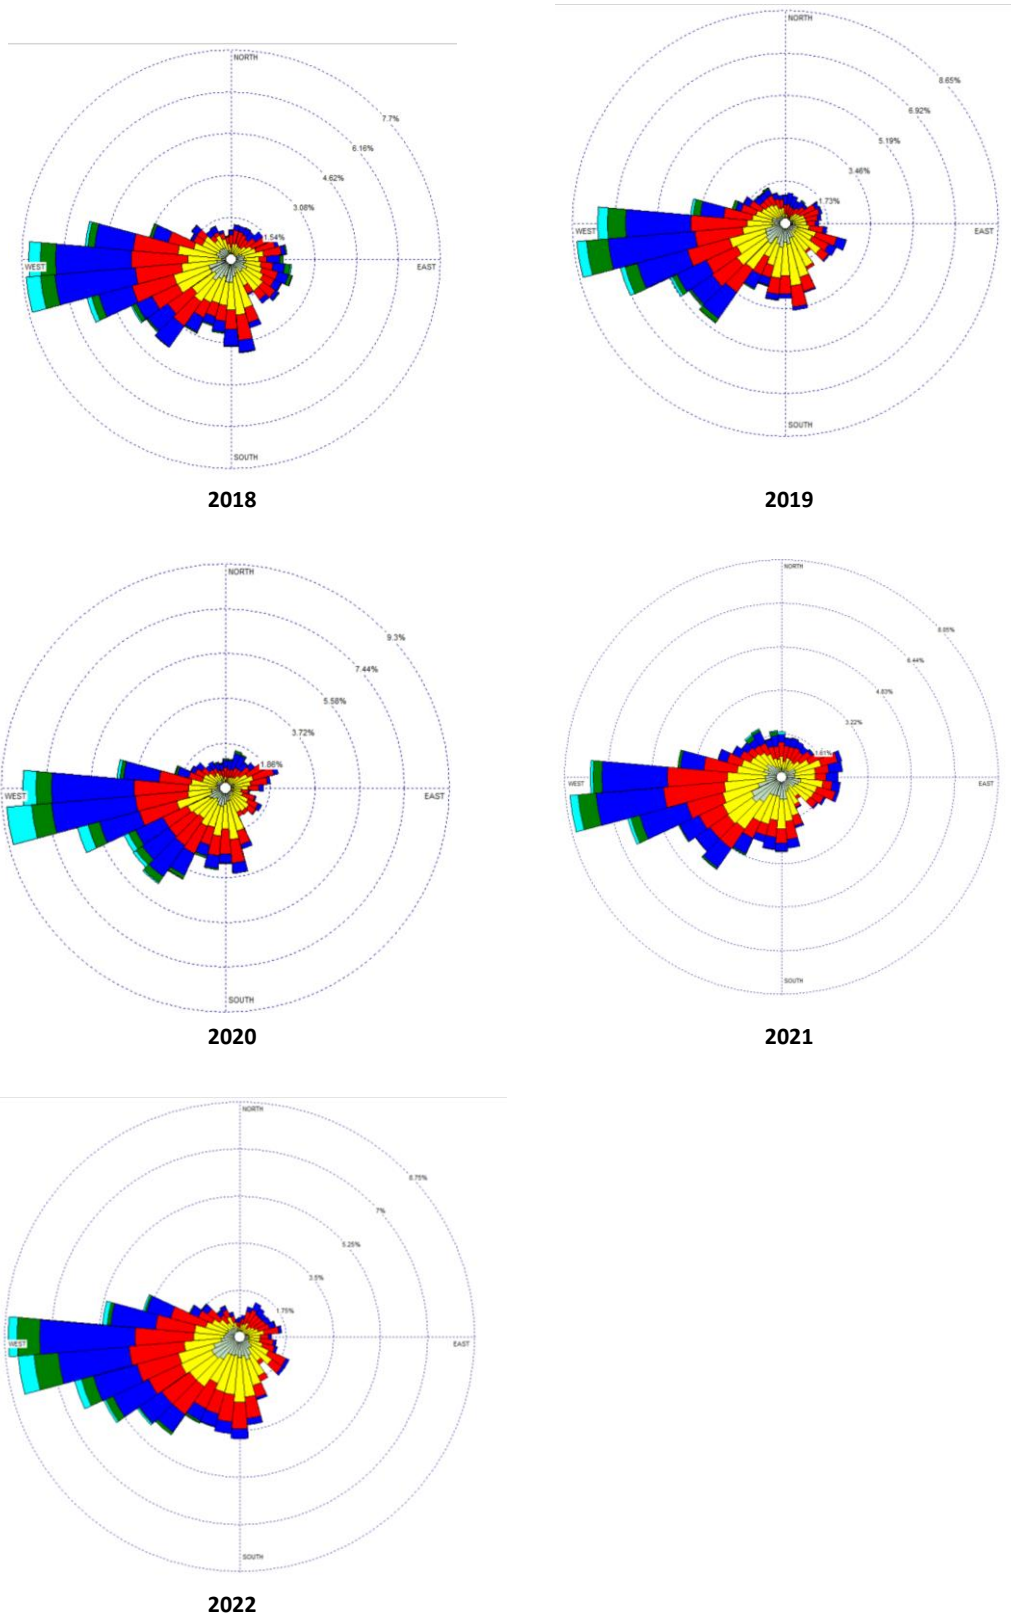 NORTH
7.7%
6.16%
4.62%
3.08%
1.54%
WEST
EAST
SOUTH
2018
NORTH
8.65%
6.92%
5.19%
3.46%
1.73%
WEST
EAST
SOUTH
2019
NORTH
9.3%
7.44%
5.58%
3.72%
1.86%
WEST
EAST
SOUTH
2020
NORTH
8.05%
6.44%
4.83%
3.22%
1.61%
WEST
EAST
SOUTH
2021
NORTH
8.75%
7%
5.25%
3.5%
1.75%
WEST
EAST
SOUTH
2022